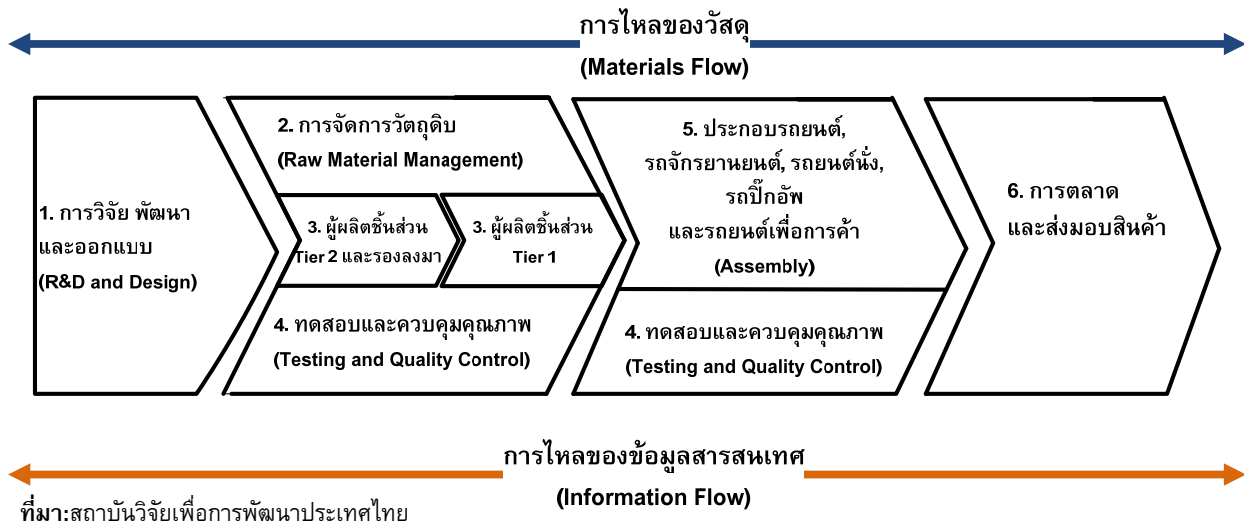 การไหลของวัสดุ
(Materials Flow)
1. การวิจัย พัฒนา
และออกแบบ
(R&D and Design)
2. การจัดการวัตถุดิบ
(Raw Material Management)
3. ผู้ผลิตชิ้นส่วน
Tier 2 และรองลงมา
3. ผู้ผลิตชิ้นส่วน
Tier 1
4. ทดสอบและควบคุมคุณภาพ
(Testing and Quality Control)
5. ประกอบรถยนต์,
รถจักรยานยนต์, รถยนต์นั่ง,
รถปิ๊กอัพ
และรถยนต์เพื่อการค้า
(Assembly)
4. ทดสอบและควบคุมคุณภาพ
(Testing and Quality Control)
6. การตลาด
และส่งมอบสินค้า
การไหลของข้อมูลสารสนเทศ
(Information Flow)
ที่มา:สถาบันวิจัยเพื่อการพัฒนาประเทศไทย